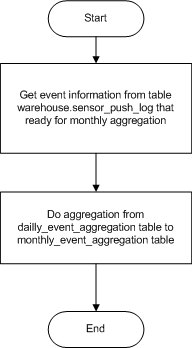 Start
Get event information from table
warehouse.sensor_push_log that
ready for monthly aggregation
Do aggregation from
dailly_event_aggregation table to
monthly_event_aggregation table
End